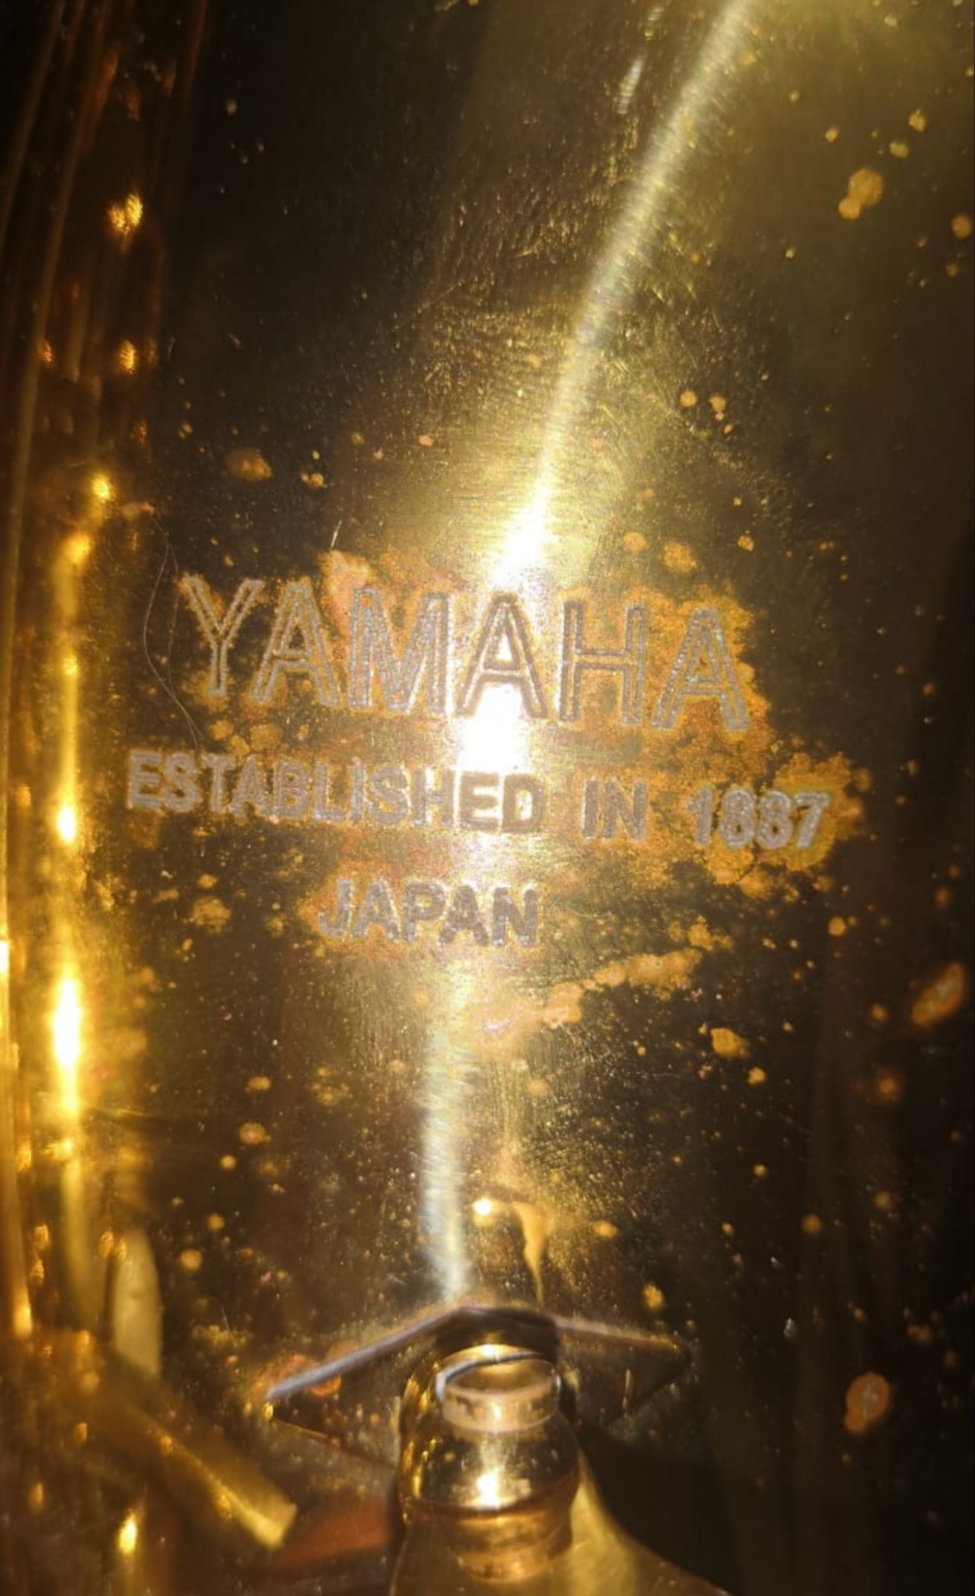 YAMAHA
ESTABLISHED IN 1887
JAPAN